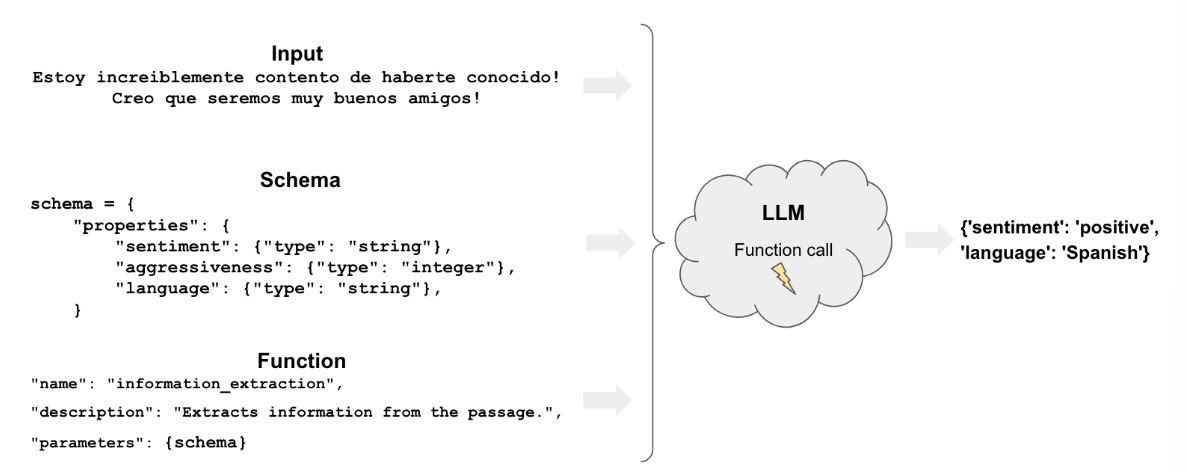 Input
Estoy increiblemente contento de haberte conocido!
Creo que seremos muy buenos amigos!
Schema
schema = {
    "properties": {
        "sentiment": {"type": "string"},
        "aggressiveness": {"type": "integer"},
        "language": {"type": "string"},
    }
Function
"name": "information_extraction",
"description": "Extracts information from the passage.",
"parameters": {schema}
LLM
Function call
{'sentiment': 'positive',
'language': 'Spanish'}